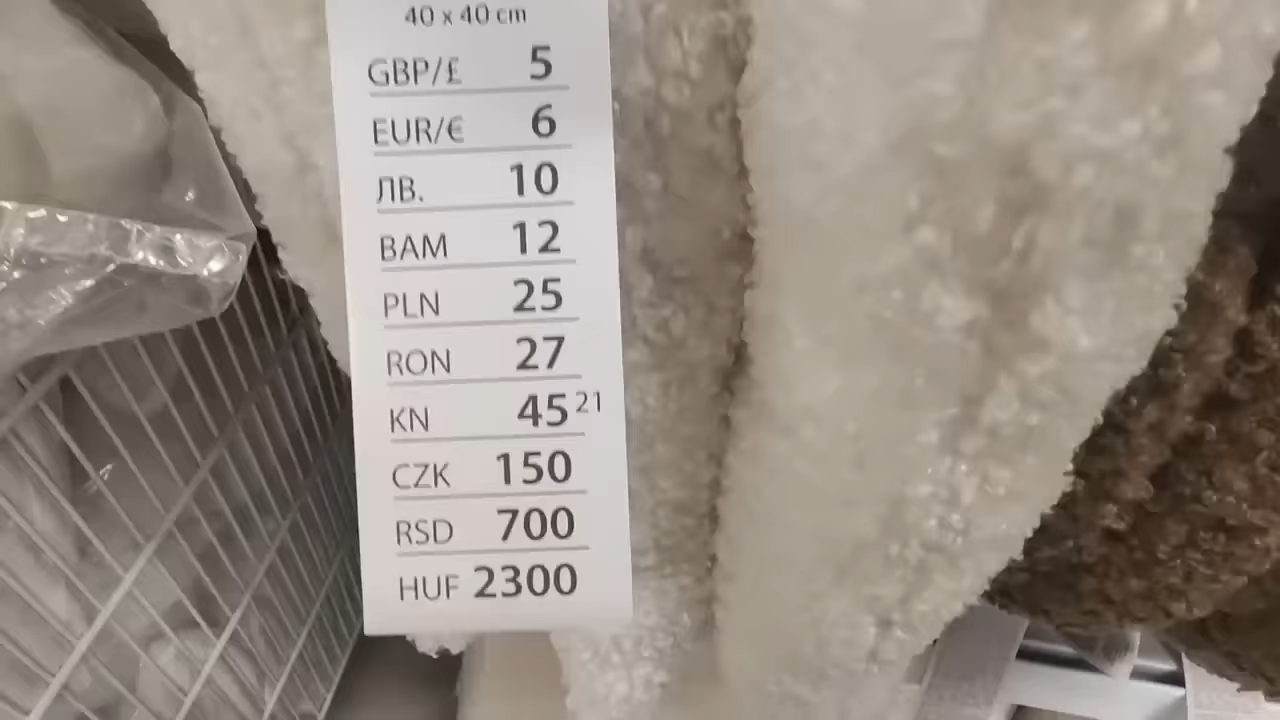 40 x 40 cm
GBP/£ 5
EUR/€ 6
ЛВ. 10
BAM 12
PLN 25
RON 27
KN 45 21
CZK 150
RSD 700
HUF 2300